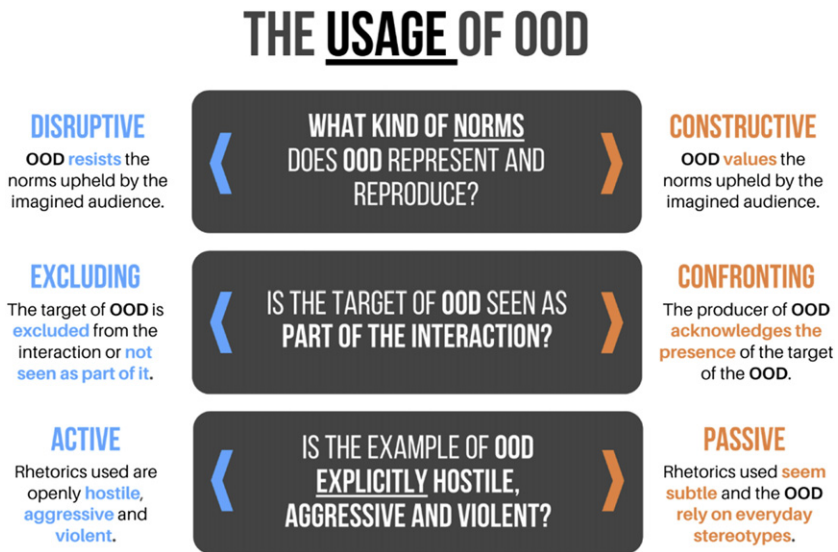 THE USAGE OF OOD
DISRUPTIVE
OOD resists the
norms upheld by the
imagined audience.
WHAT KIND OF NORMS
DOES OOD REPRESENT AND
REPRODUCE?
CONSTRUCTIVE
OOD values the
norms upheld by the
imagined audience.
EXCLUDING
The target of OOD is
excluded from the
interaction or not
seen as part of it.
IS THE TARGET OF OOD SEEN AS
PART OF THE INTERACTION?
CONFRONTING
The producer of OOD
acknowledges the
presence of the target
of the OOD.
ACTIVE
Rhetorics used are
openly hostile,
aggressive and
violent.
IS THE EXAMPLE OF OOD
EXPLICITLY HOSTILE,
AGGRESSIVE AND VIOLENT?
PASSIVE
Rhetorics used seem
subtle and the OOD
rely on everyday
stereotypes.